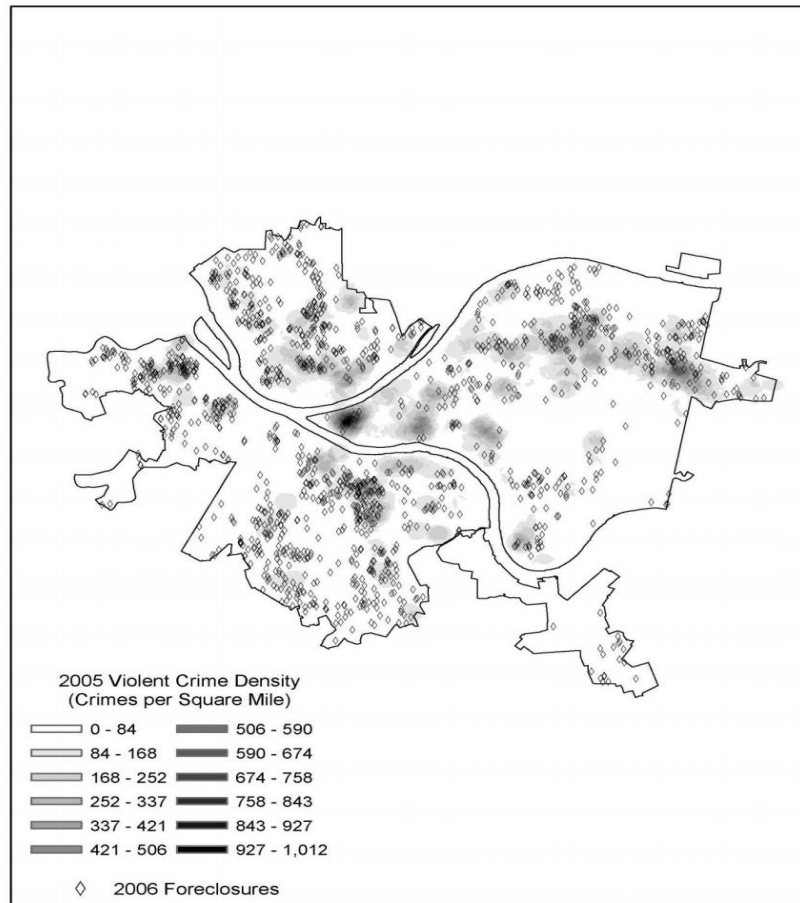 2005 Violent Crime Density
(Crimes per Square Mile)
0 - 84
84 - 168
168 - 252
252 - 337
337 - 421
421 - 506
506 - 590
590 - 674
674 - 758
758 - 843
843 - 927
927 - 1,012
2006 Foreclosures